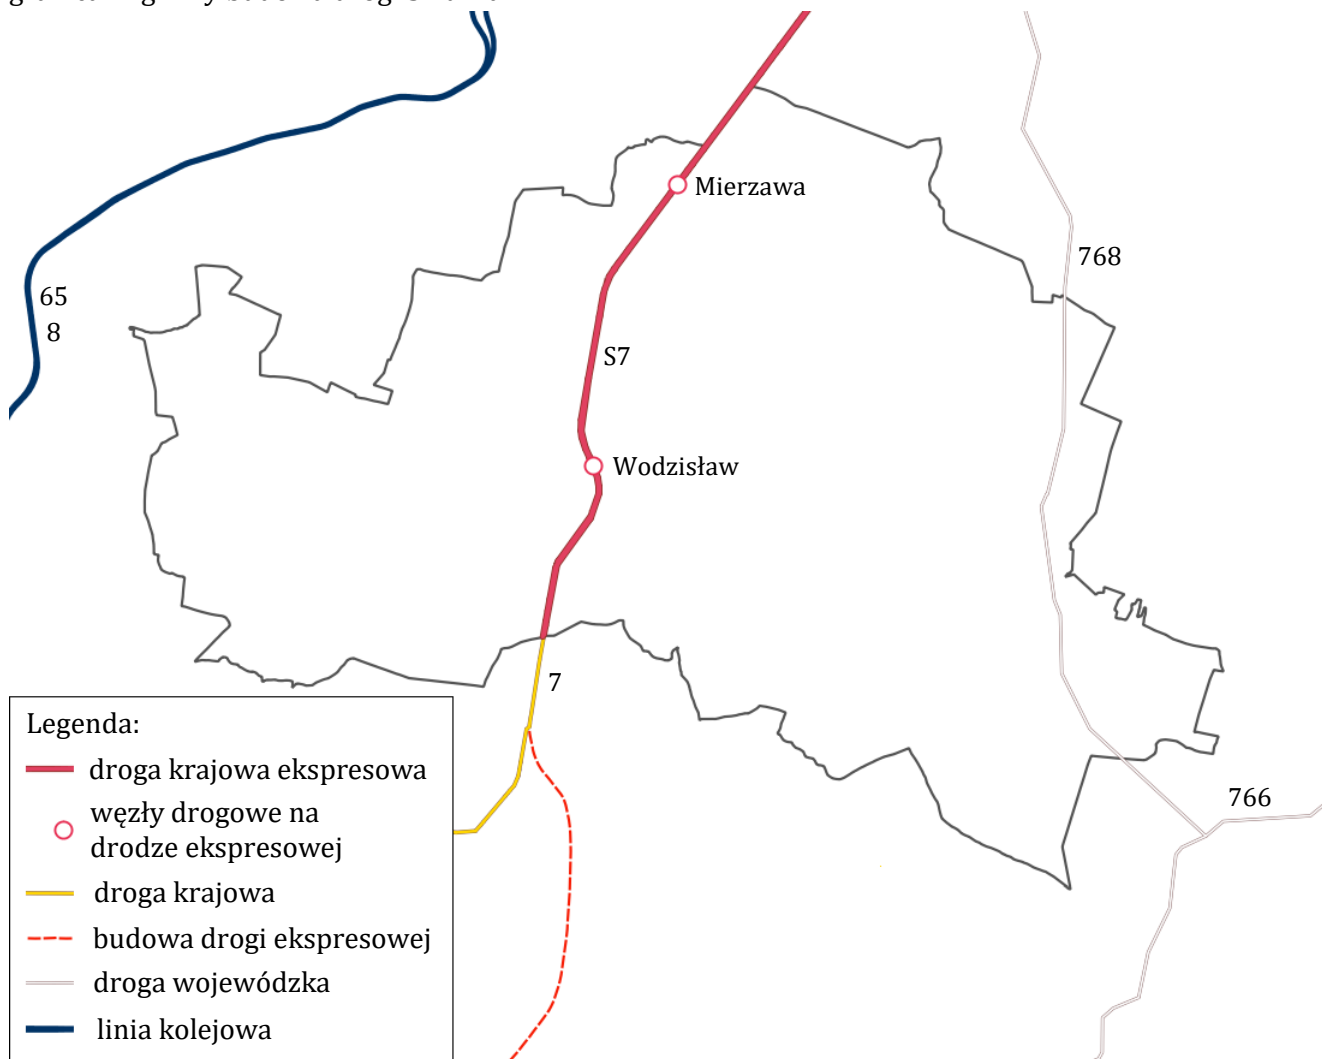 Mierzawa
768
65
8
S7
Wodzisław
7
766
Legenda:
droga krajowa ekspresowa
węzły drogowe na
drodze ekspresowej
droga krajowa
budowa drogi ekspresowej
droga wojewódzka
linia kolejowa